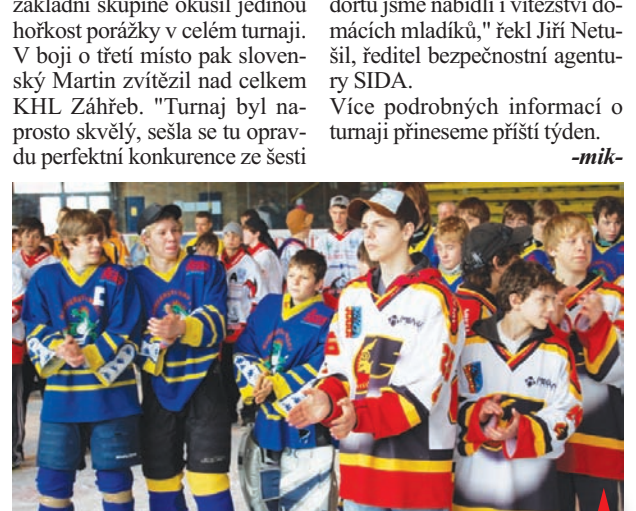 základní skupině okusil jedinou
hořkost porážky v celém turnaji.
V boji o třetí místo pak sloven-
ský Martin zvítězil nad celkem
KHL Záhřeb. "Turnaj byl na-
prosto skvělý, sešla se tu oprav-
du perfektní konkurence ze šesti
dortu jsme nabídli i vítězství do-
mácích mladíků," řekl Jiří Netu-
šil, ředitel bezpečnostní agentu-
ry SIDA.
Více podrobných informací o
turnaji přineseme příští týden.
-mik-